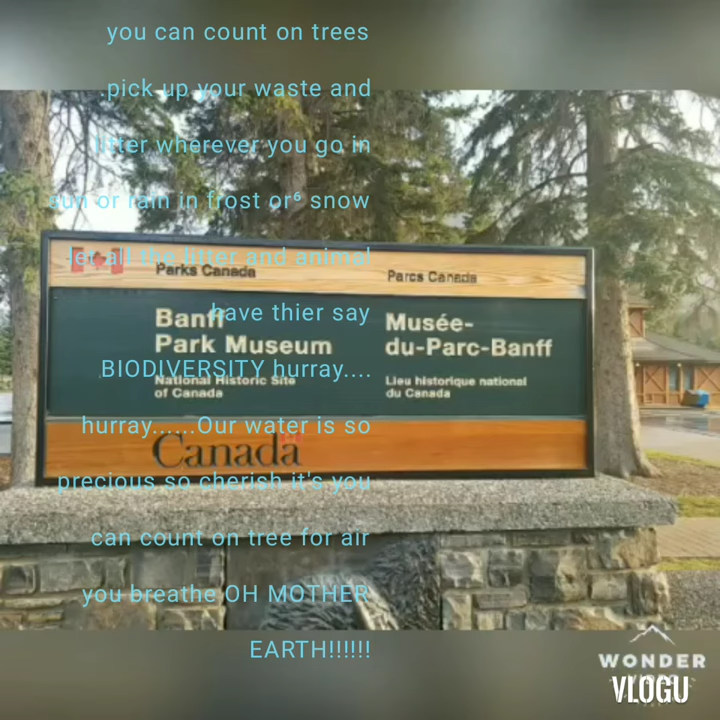 you can count on trees
.pick up your waste and
litter wherever you go in
sun or rain in frost or⁶ snow
let all the litter and animal
have thier say
BIODIVERSITY hurray....
hurray......Our water is so
precious so cherish it's you
can count on tree for air
you breathe OH MOTHER
EARTH!!!!!!
Parks Canada
Parcs Canada
Banff
Park Museum
National Historic Site
of Canada
Musée-
du-Parc-Banff
Lieu historique national
du Canada
Canada
WONDER
VIDEO
VLOGU